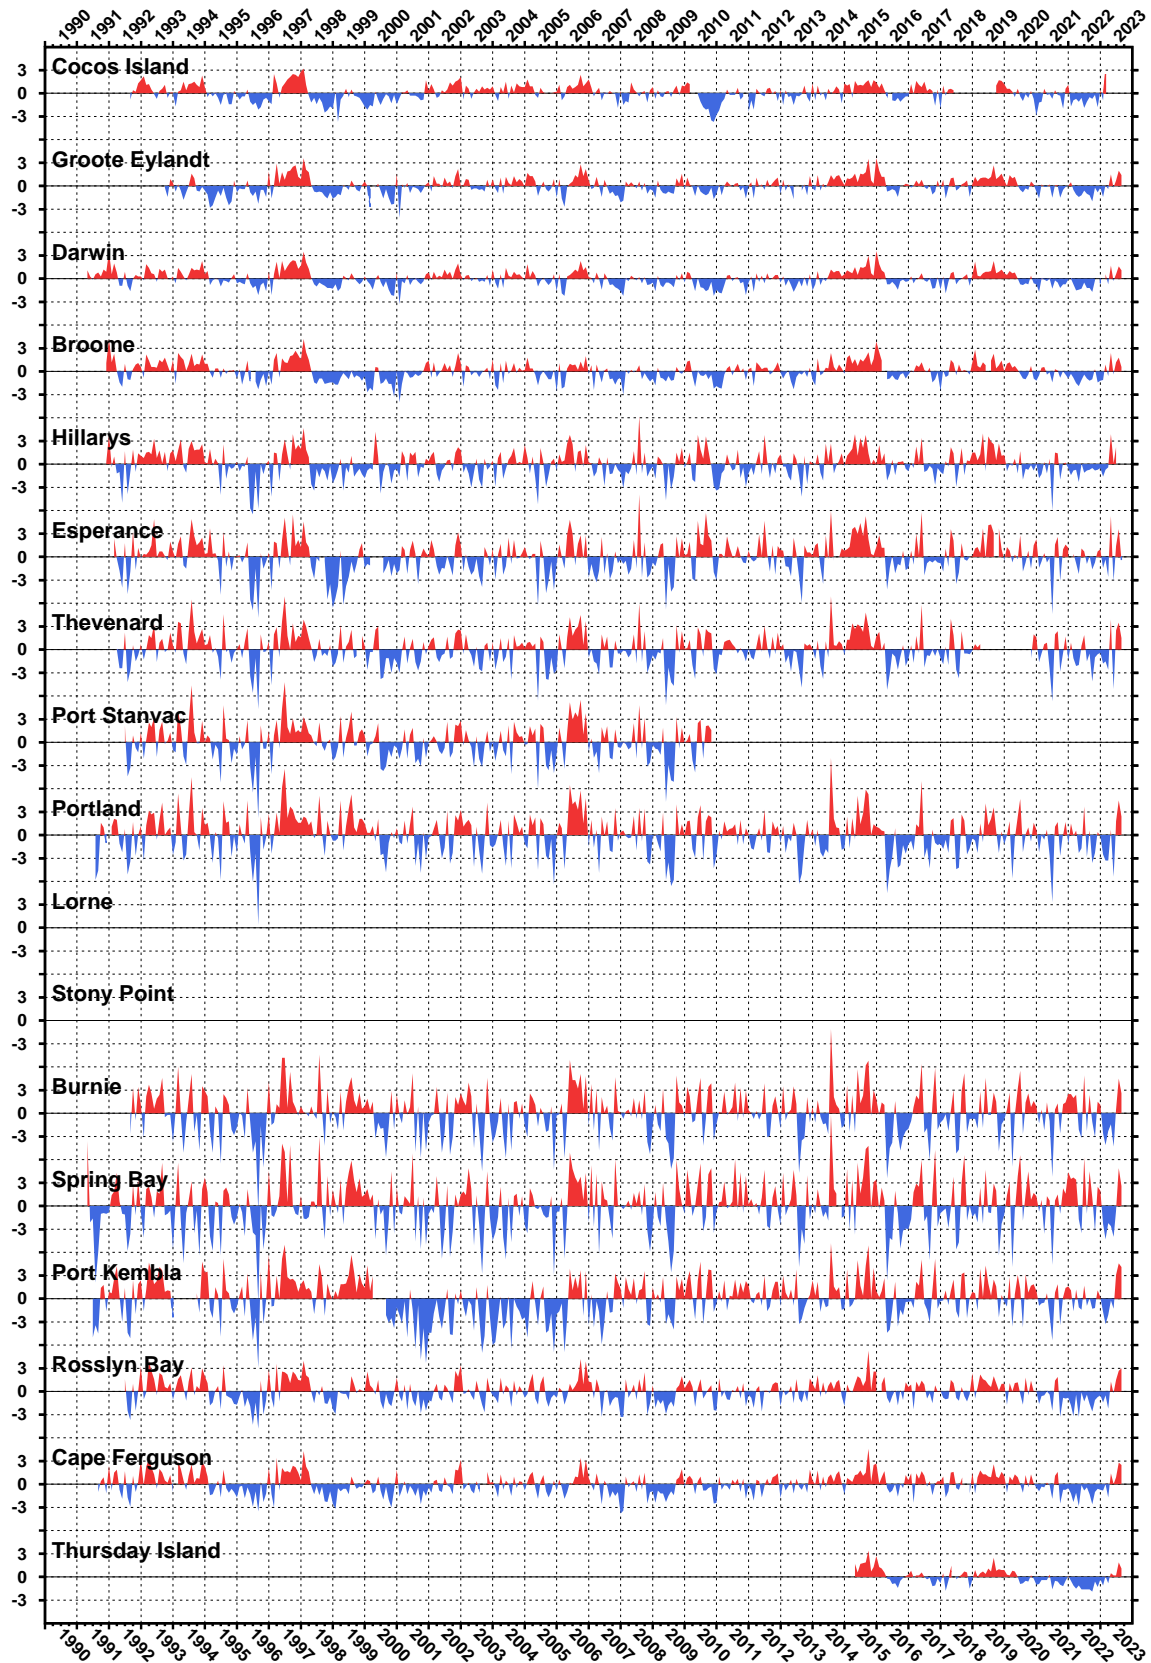 1990 1991 1992 1993 1994 1995 1996 1997 1998 1999 2000 2001 2002 2003 2004 2005 2006 2007 2008 2009 2010 2011 2012 2013 2014 2015 2016 2017 2018 2019 2020 2021 2022 2023
3 Cocos Island
0
-3
3 Groote Eylandt
0
-3
3 Darwin
0
-3
3 Broome
0
-3
3 Hillarys
0
-3
3 Esperance
0
-3
3 Thevenard
0
-3
3 Port Stanvac
0
-3
3 Portland
0
-3
3 Lorne
0
-3
3 Stony Point
0
-3
3 Burnie
0
-3
3 Spring Bay
0
-3
3 Port Kembla
0
-3
3 Rosslyn Bay
0
-3
3 Cape Ferguson
0
-3
3 Thursday Island
0
-3
1990 1991 1992 1993 1994 1995 1996 1997 1998 1999 2000 2001 2002 2003 2004 2005 2006 2007 2008 2009 2010 2011 2012 2013 2014 2015 2016 2017 2018 2019 2020 2021 2022 2023